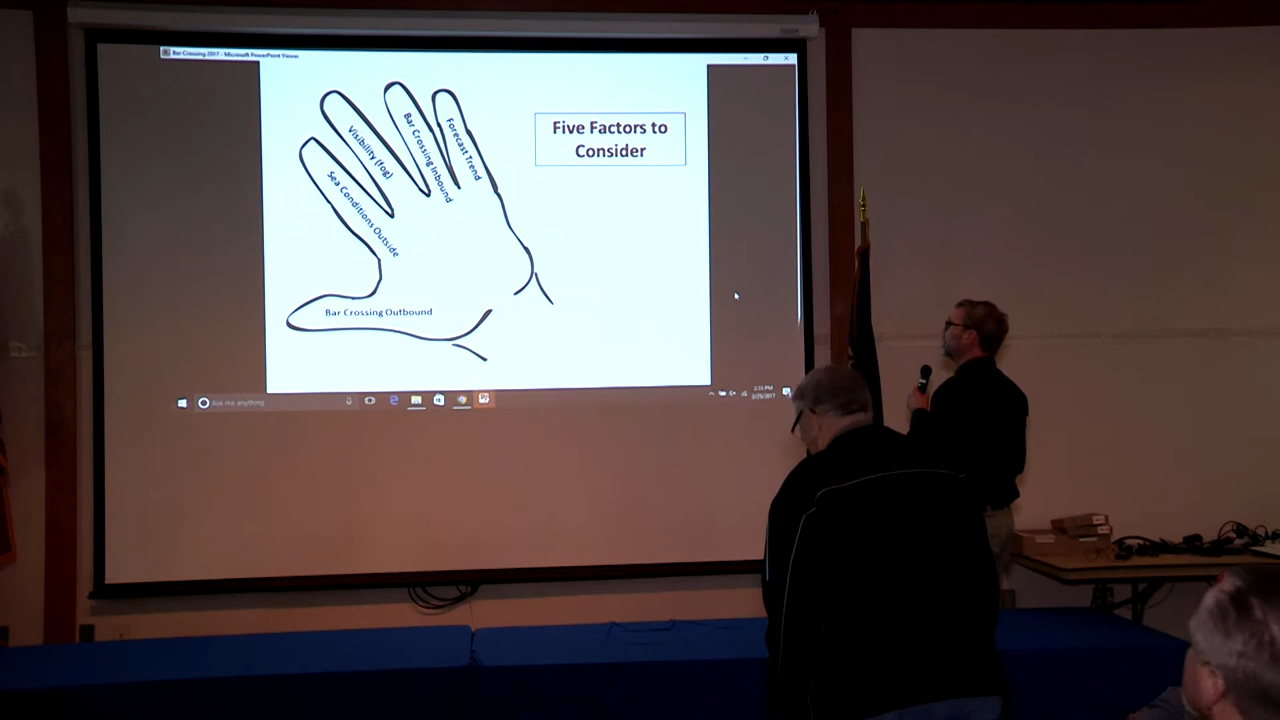 Bar Crossing 2017 - Microsoft PowerPoint Viewer
Five Factors to
Consider
Forecast Trend
Bar Crossing Inbound
Visibility (fog)
Sea Conditions Outside
Bar Crossing Outbound
Ask me anything